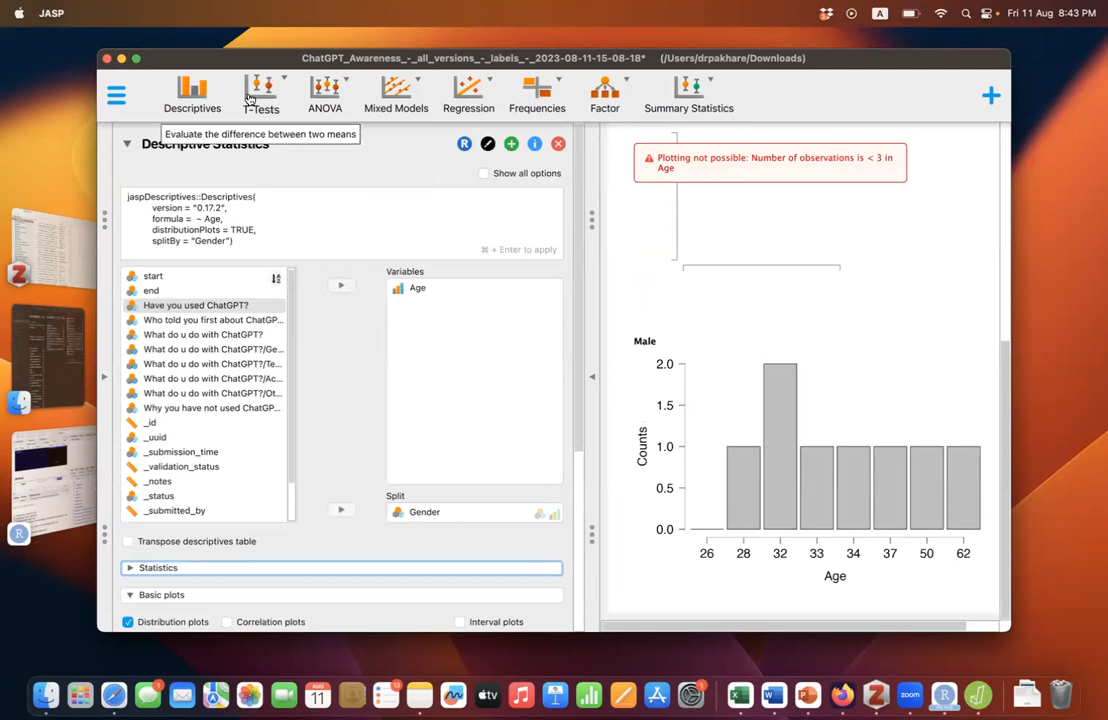 JASP
A
Fri 11 Aug 8:43 PM
ChatGPT_Awareness_-_all_versions_-_labels_-_2023-08-11-15-08-18* (/Users/drpakhare/Downloads)
Descriptives
T-Tests
ANOVA
Mixed Models
Regression
Frequencies
Factor
Summary Statistics
Evaluate the difference between two means
Descriptive Statistics
R
Show all options
jaspDescriptives::Descriptives(
version = "0.17.2",
formula = ~ Age,
distributionPlots = TRUE,
splitBy = "Gender")
⌘ + Enter to apply
start
end
Have you used ChatGPT?
Who told you first about ChatGP...
What do u do with ChatGPT?
What do u do with ChatGPT?/Ge...
What do u do with ChatGPT?/Te...
What do u do with ChatGPT?/Ac...
What do u do with ChatGPT?/Ot...
Why you have not used ChatGP...
_id
_uuid
_submission_time
_validation_status
_notes
_status
_submitted_by
Variables
Age
Split
Gender
Transpose descriptives table
Statistics
Basic plots
Distribution plots
Correlation plots
Interval plots
Plotting not possible: Number of observations is < 3 in
Age
Male
2.0
1.5
1.0
0.5
0.0
Counts
26 28 32 33 34 37 50 62
Age
AUG
11
tv
zoom